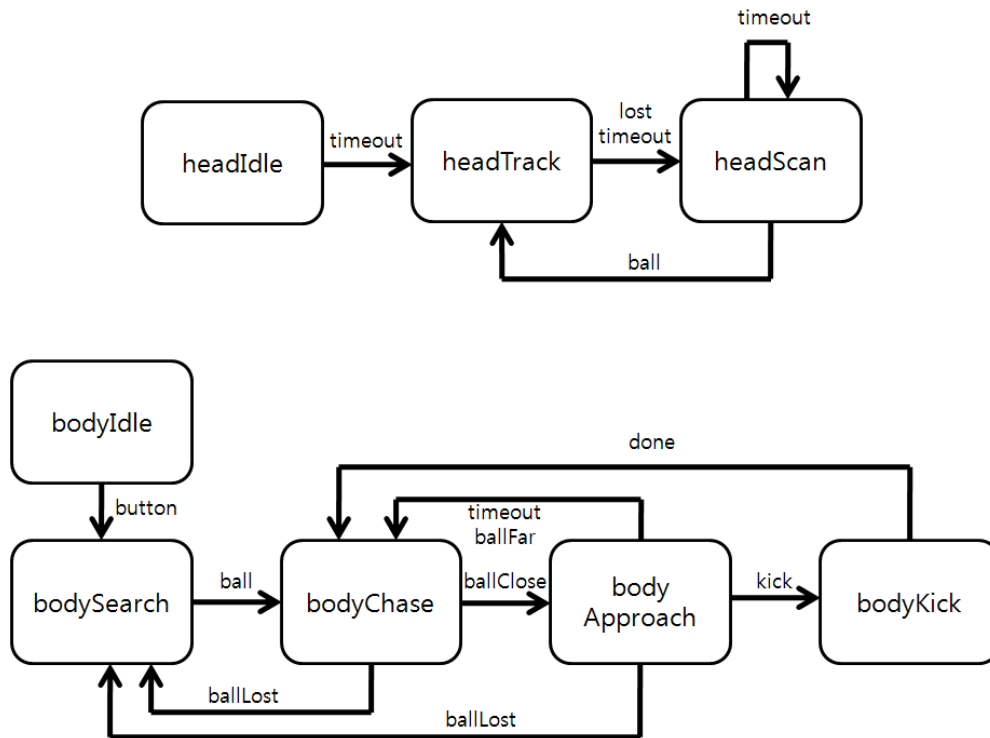 timeout
lost
timeout
timeout
headIdle
headTrack
headScan
ball
bodyIdle
done
button
timeout
ballFar
ball
ballClose
kick
bodySearch
bodyChase
body
Approach
bodyKick
ballLost
ballLost